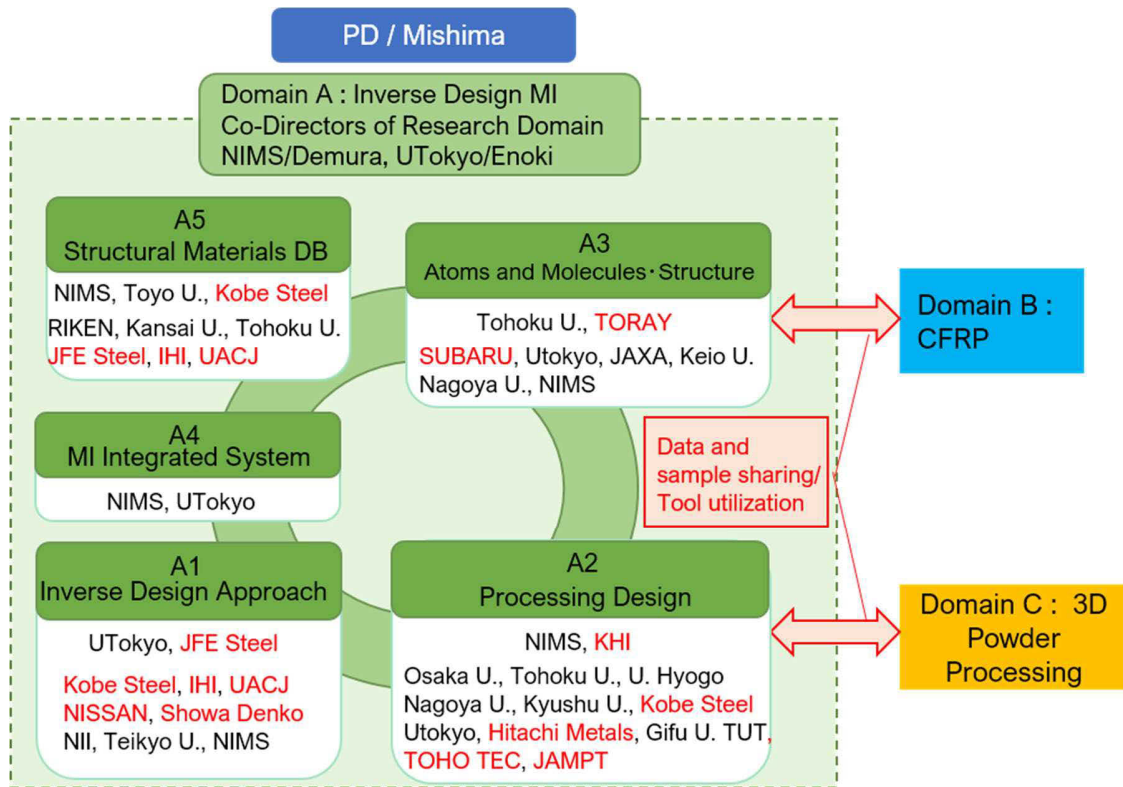 PD / Mishima
Domain A : Inverse Design MI
Co-Directors of Research Domain
NIMS/Demura, UTokyo/Enoki
A5
Structural Materials DB
NIMS, Toyo U., Kobe Steel
RIKEN, Kansai U., Tohoku U.
JFE Steel, IHI, UACJ
A3
Atoms and Molecules・Structure
Tohoku U., TORAY
SUBARU, Utokyo, JAXA, Keio U.
Nagoya U., NIMS
Domain B :
CFRP
A4
MI Integrated System
NIMS, UTokyo
Data and
sample sharing/
Tool utilization
A1
Inverse Design Approach
UTokyo, JFE Steel
Kobe Steel, IHI, UACJ
NISSAN, Showa Denko
NII, Teikyo U., NIMS
A2
Processing Design
NIMS, KHI
Osaka U., Tohoku U., U. Hyogo
Nagoya U., Kyushu U., Kobe Steel
Utokyo, Hitachi Metals, Gifu U. TUT,
TOHO TEC, JAMPT
Domain C : 3D
Powder
Processing